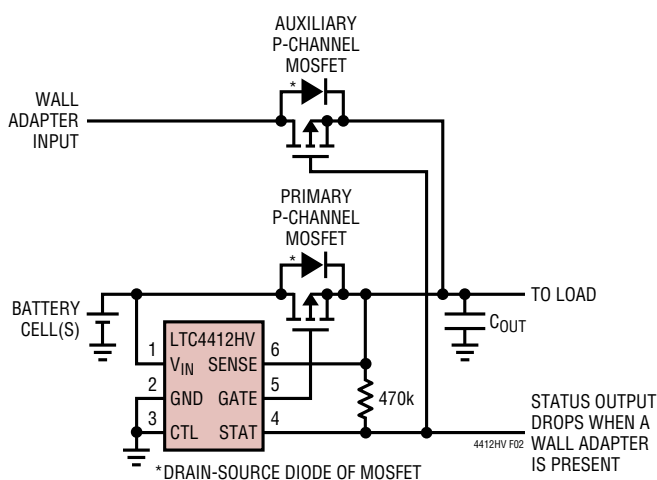 AUXILIARY
P-CHANNEL
MOSFET
*
WALL
ADAPTER
INPUT
PRIMARY
P-CHANNEL
MOSFET
*
BATTERY
CELL(S)
TO LOAD
COUT
LTC4412HV
1 VIN SENSE 6
2 GND GATE 5
3 CTL STAT 4
470k
STATUS OUTPUT
DROPS WHEN A
WALL ADAPTER
IS PRESENT
4412HV F02
*DRAIN-SOURCE DIODE OF MOSFET